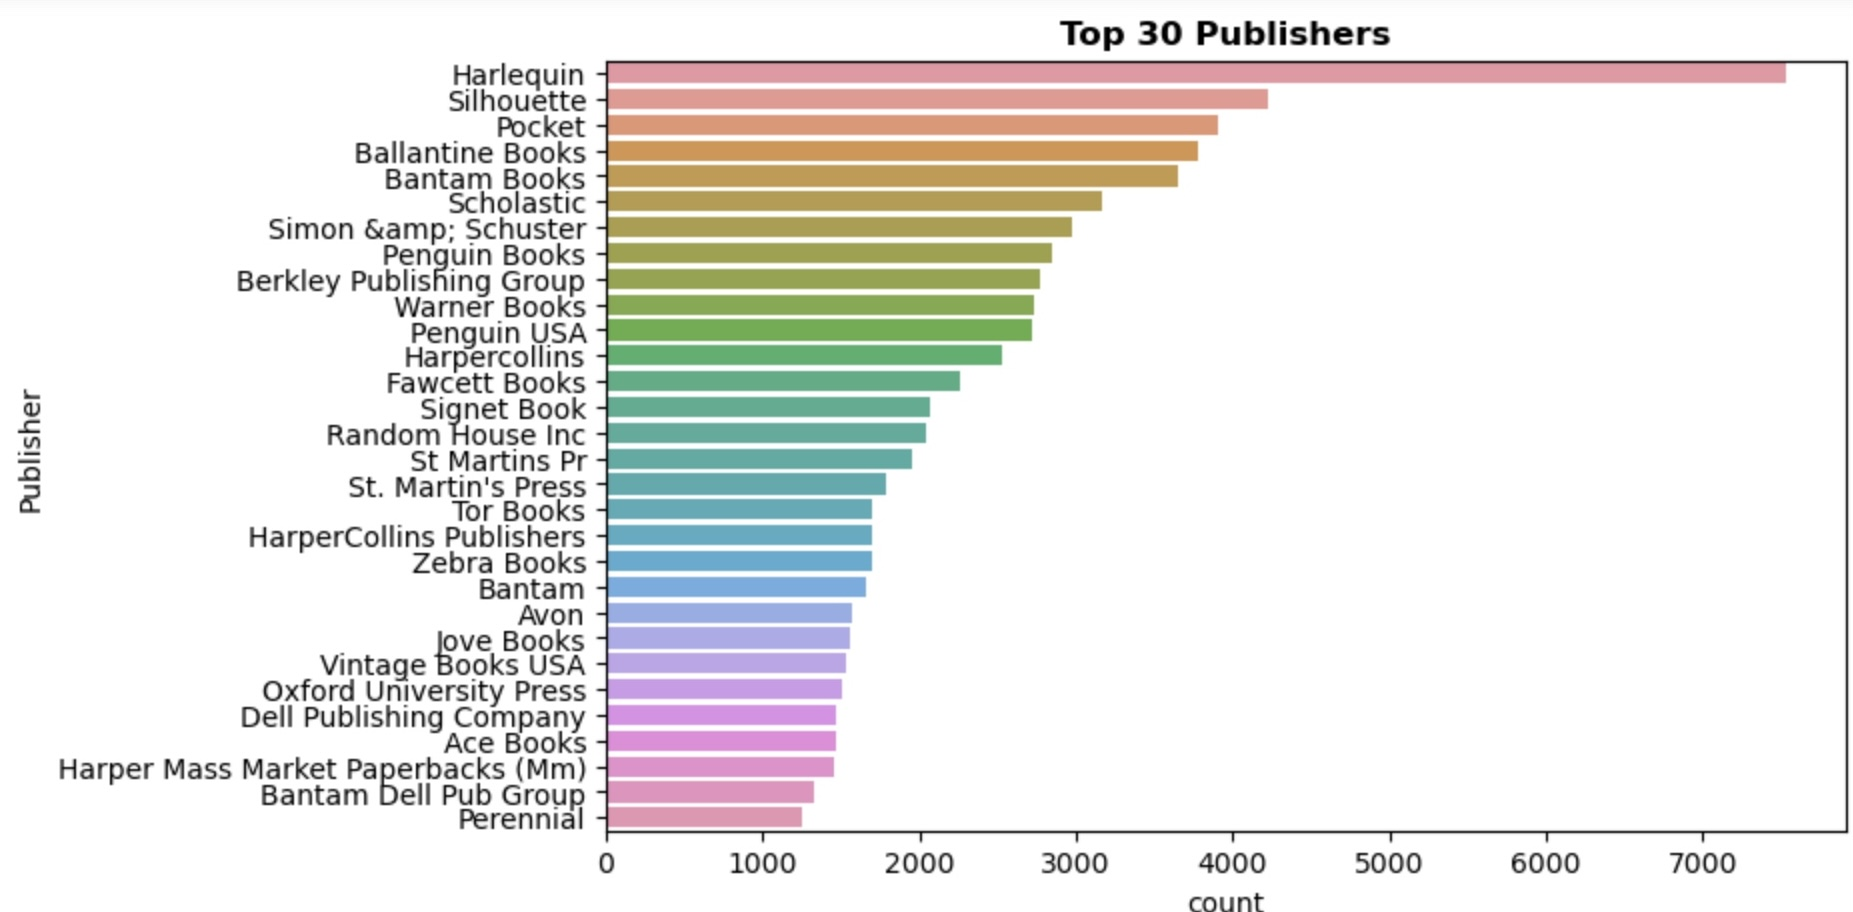 Top 30 Publishers
Harlequin
Silhouette
Pocket
Ballantine Books
Bantam Books
Scholastic
Simon &amp; Schuster
Penguin Books
Berkley Publishing Group
Warner Books
Penguin USA
Harpercollins
Fawcett Books
Signet Book
Random House Inc
St Martins Pr
St. Martin's Press
Tor Books
HarperCollins Publishers
Zebra Books
Bantam
Avon
Jove Books
Vintage Books USA
Oxford University Press
Dell Publishing Company
Ace Books
Harper Mass Market Paperbacks (Mm)
Bantam Dell Pub Group
Perennial
Publisher
0 1000 2000 3000 4000 5000 6000 7000
count